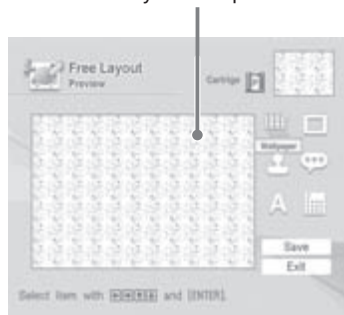 Free Layout
Preview
Cartridge P
Wallpaper
A
Save
Exit
Select item with [←][→][↑][↓] and [ENTER].